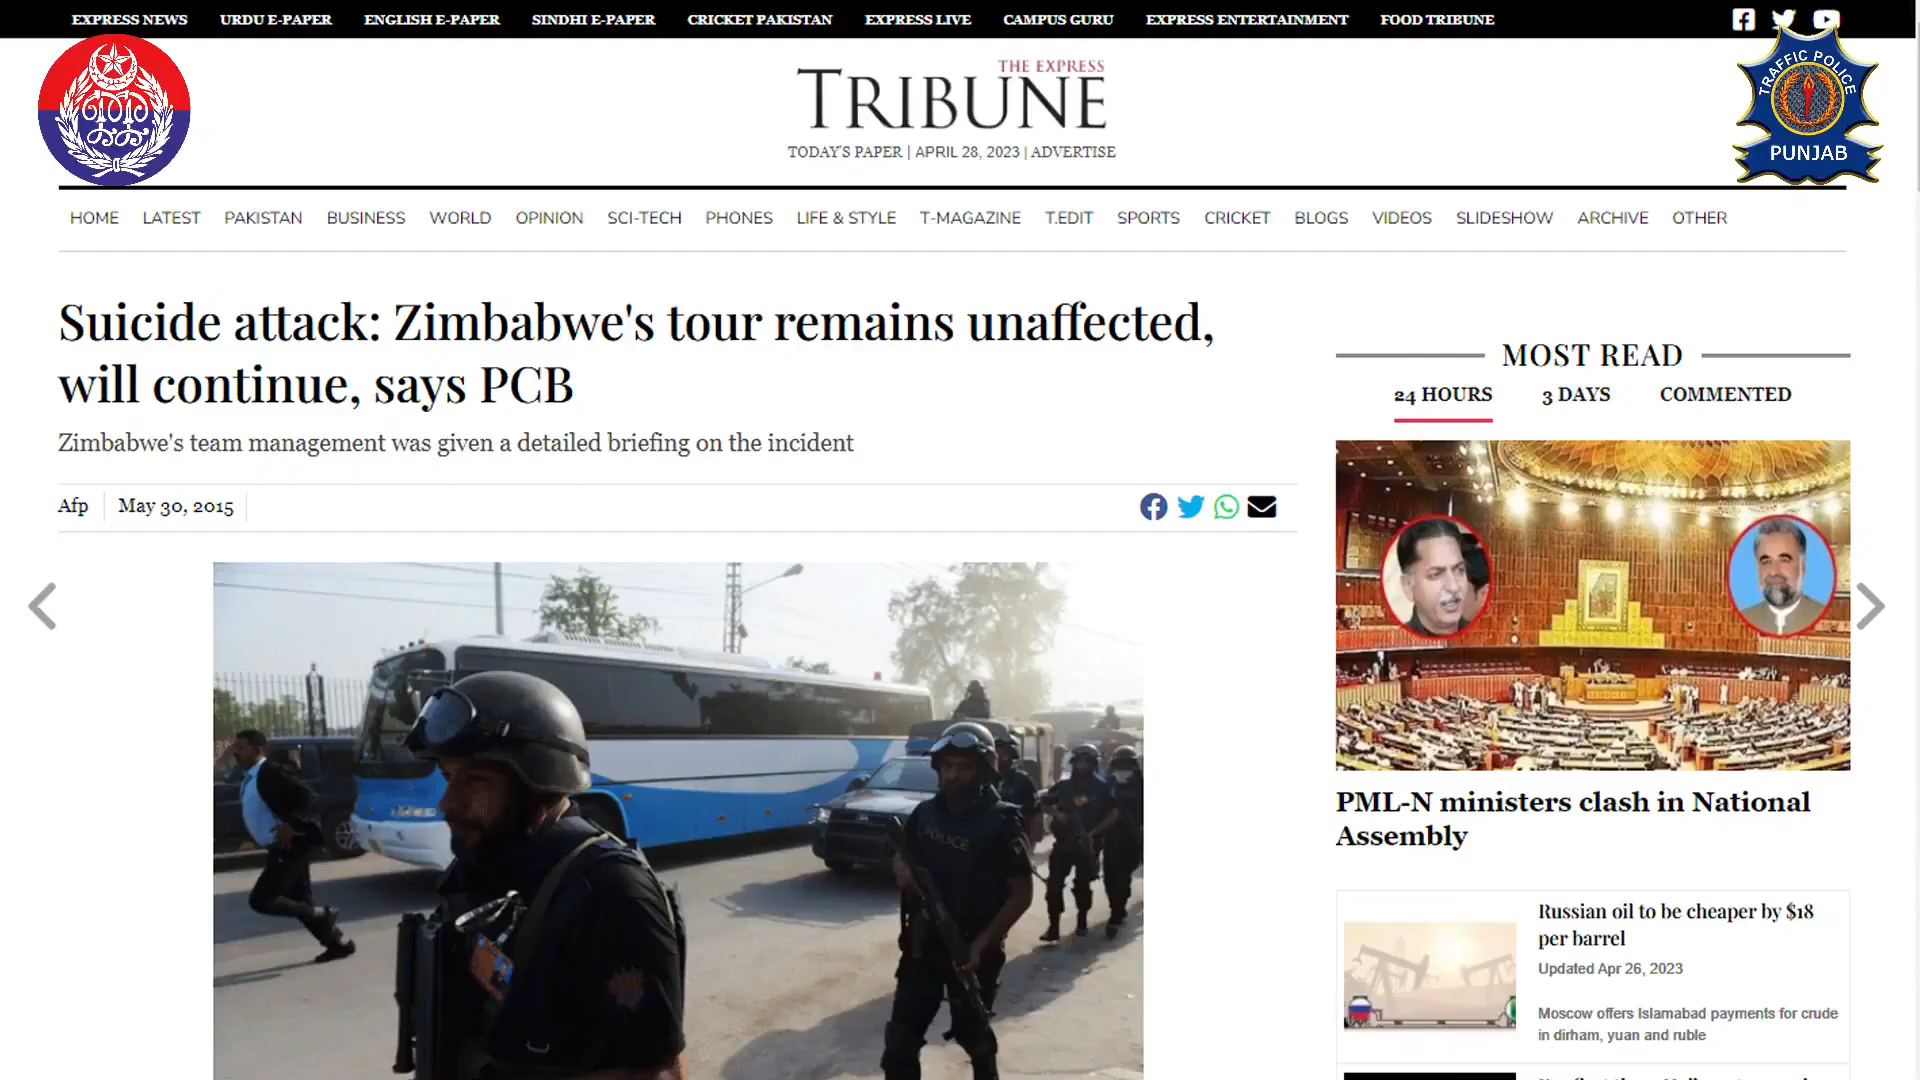 EXPRESS NEWS URDU E-PAPER ENGLISH E-PAPER SINDHI E-PAPER CRICKET PAKISTAN EXPRESS LIVE CAMPUS GURU EXPRESS ENTERTAINMENT FOOD TRIBUNE
THE EXPRESS
TRIBUNE
TODAY'S PAPER | APRIL 28, 2023 | ADVERTISE
TRAFFIC POLICE
PUNJAB
HOME LATEST PAKISTAN BUSINESS WORLD OPINION SCI-TECH PHONES LIFE & STYLE T-MAGAZINE T.EDIT SPORTS CRICKET BLOGS VIDEOS SLIDESHOW ARCHIVE OTHER
Suicide attack: Zimbabwe's tour remains unaffected,
will continue, says PCB
Zimbabwe's team management was given a detailed briefing on the incident
Afp May 30, 2015
POLICE
MOST READ
24 HOURS 3 DAYS COMMENTED
PML-N ministers clash in National
Assembly
Russian oil to be cheaper by $18
per barrel
Updated Apr 26, 2023
Moscow offers Islamabad payments for crude
in dirham, yuan and ruble